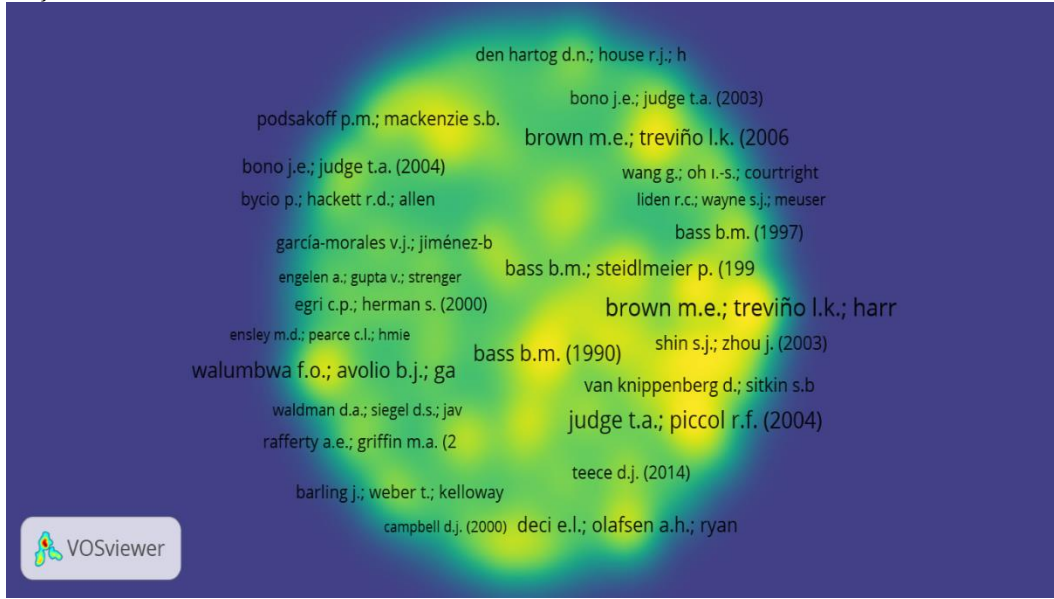 den hartog d.n.; house r.j.; h
bono j.e.; judge t.a. (2003)
podsakoff p.m.; mackenzie s.b.
brown m.e.; treviño l.k. (2006
bono j.e.; judge t.a. (2004)
wang g.; oh ı.-s.; courtright
bycio p.; hackett r.d.; allen
liden r.c.; wayne s.j.; meuser
bass b.m. (1997)
garcía-morales v.j.; jiménez-b
bass b.m.; steidlmeier p. (199
engelen a.; gupta v.; strenger
egri c.p.; herman s. (2000)
brown m.e.; treviño l.k.; harr
ensley m.d.; pearce c.l.; hmie
shin s.j.; zhou j. (2003)
bass b.m. (1990)
walumbwa f.o.; avolio b.j.; ga
van knippenberg d.; sitkin s.b
waldman d.a.; siegel d.s.; jav
judge t.a.; piccol r.f. (2004)
rafferty a.e.; griffin m.a. (2
teece d.j. (2014)
barling j.; weber t.; kelloway
campbell d.j. (2000)
deci e.l.; olafsen a.h.; ryan
VOSviewer